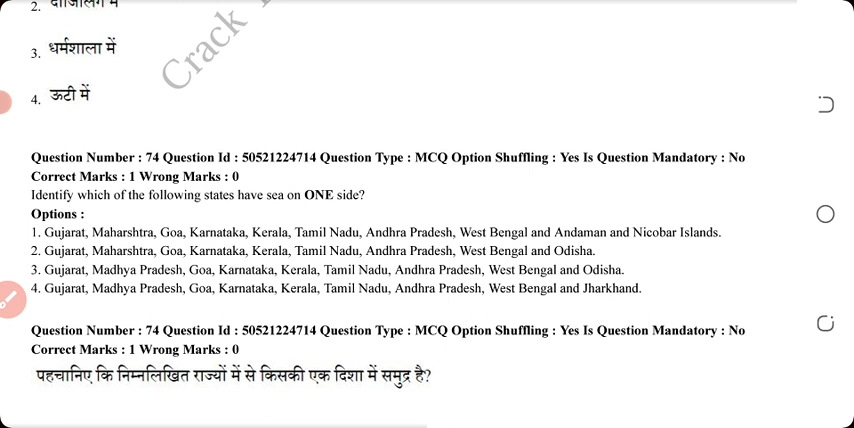 2.
3. धर्मशाला में
Crack
4. ऊटी में
Question Number : 74 Question Id : 50521224714 Question Type : MCQ Option Shuffling : Yes Is Question Mandatory : No
Correct Marks : 1 Wrong Marks : 0
Identify which of the following states have sea on ONE side?
Options :
1. Gujarat, Maharshtra, Goa, Karnataka, Kerala, Tamil Nadu, Andhra Pradesh, West Bengal and Andaman and Nicobar Islands.
2. Gujarat, Maharshtra, Goa, Karnataka, Kerala, Tamil Nadu, Andhra Pradesh, West Bengal and Odisha.
3. Gujarat, Madhya Pradesh, Goa, Karnataka, Kerala, Tamil Nadu, Andhra Pradesh, West Bengal and Odisha.
4. Gujarat, Madhya Pradesh, Goa, Karnataka, Kerala, Tamil Nadu, Andhra Pradesh, West Bengal and Jharkhand.
Question Number : 74 Question Id : 50521224714 Question Type : MCQ Option Shuffling : Yes Is Question Mandatory : No
Correct Marks : 1 Wrong Marks : 0
पहचानिए कि निम्नलिखित राज्यों में से किसकी एक दिशा में समुद्र है?